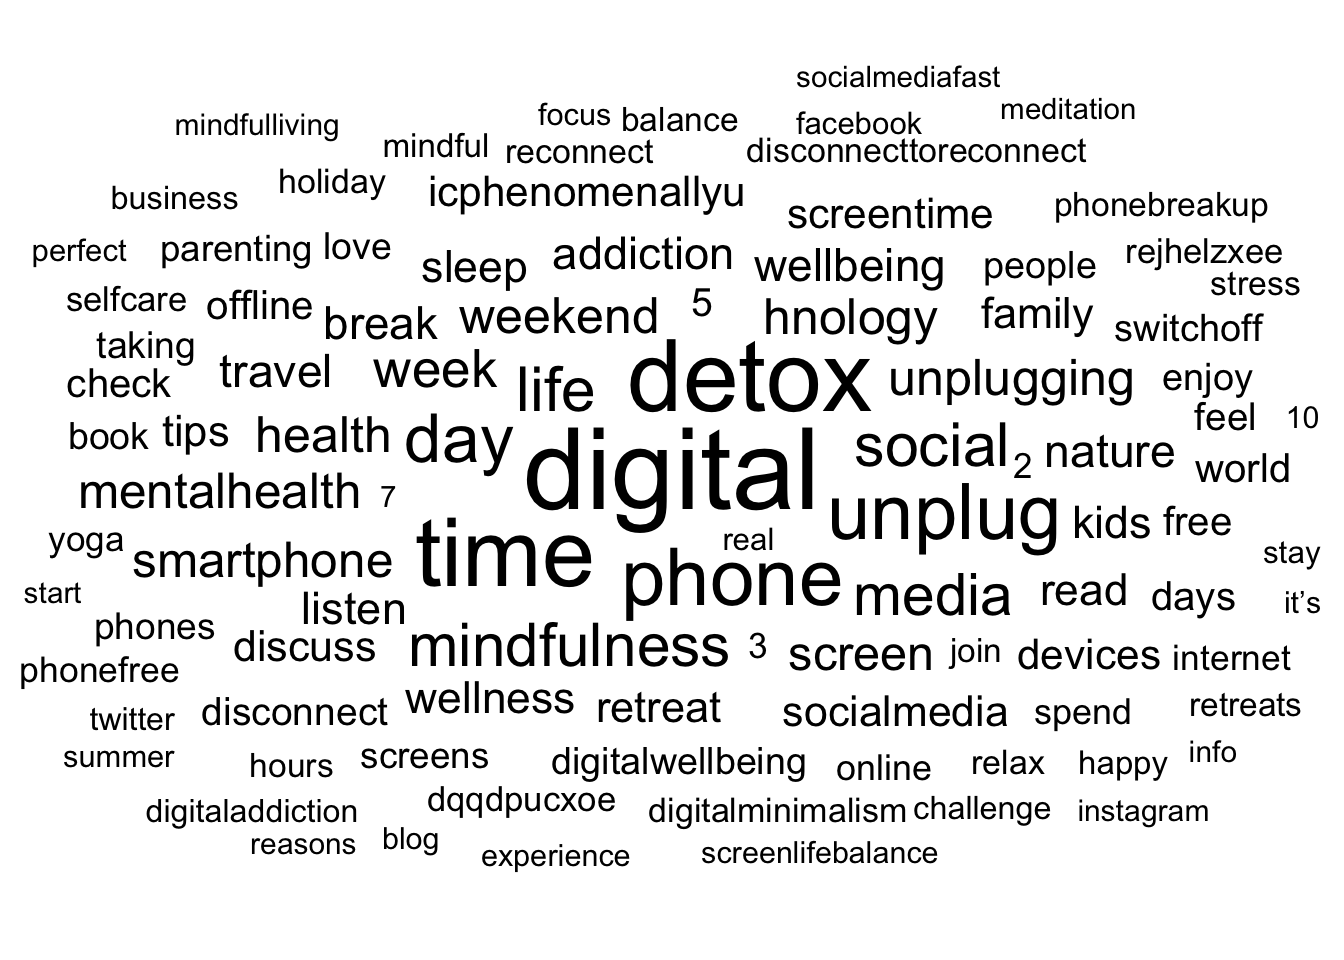 socialmediafast
mindfulliving focus balance facebook meditation
mindful reconnect disconnecttoreconnect
business holiday icphenomenallyu screentime phonebreakup
perfect parenting love sleep addiction wellbeing people rejhelzxee
stress
selfcare offline break weekend 5 hnology family switchoff
taking
check travel week life detox unplugging enjoy
book tips health day digital social 2 nature feel 10
world
mentalhealth 7 unplug kids free
yoga smartphone time real phone stay
start listen media read days it’s
phones discuss mindfulness 3 screen join devices internet
phonefree
twitter disconnect wellness retreat socialmedia spend retreats
summer hours screens digitalwellbeing online relax happy info
digitaladdiction dqqdpucxoe digitalminimalism challenge instagram
reasons blog experience screenlifebalance